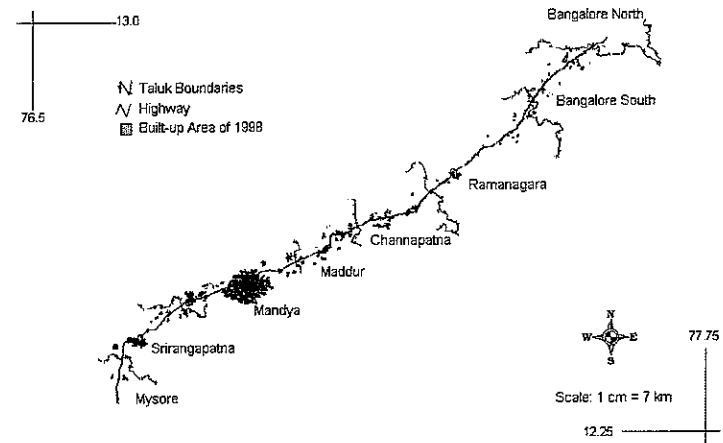 Bangalore North
13.0
76.5
Taluk Boundaries
Highway
Built-up Area of 1998
Bangalore South
Ramanagara
Channapatna
Maddur
Mandya
Srirangapatna
Mysore
N
W E
S
77.75
Scale: 1 cm = 7 km
12.25